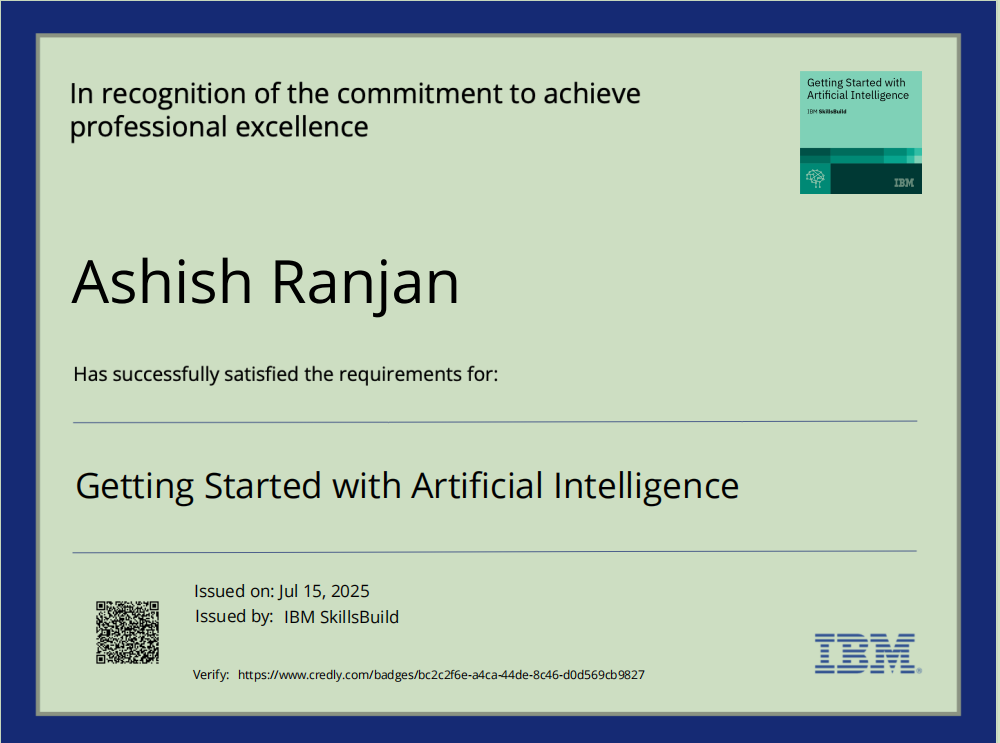 In recognition of the commitment to achieve
professional excellence
Getting Started with
Artificial Intelligence
IBM SkillsBuild
IBM
Ashish Ranjan
Has successfully satisfied the requirements for:
Getting Started with Artificial Intelligence
Issued on: Jul 15, 2025
Issued by: IBM SkillsBuild
Verify: https://www.credly.com/badges/bc2c2f6e-a4ca-44de-8c46-d0d569cb9827
IBM®